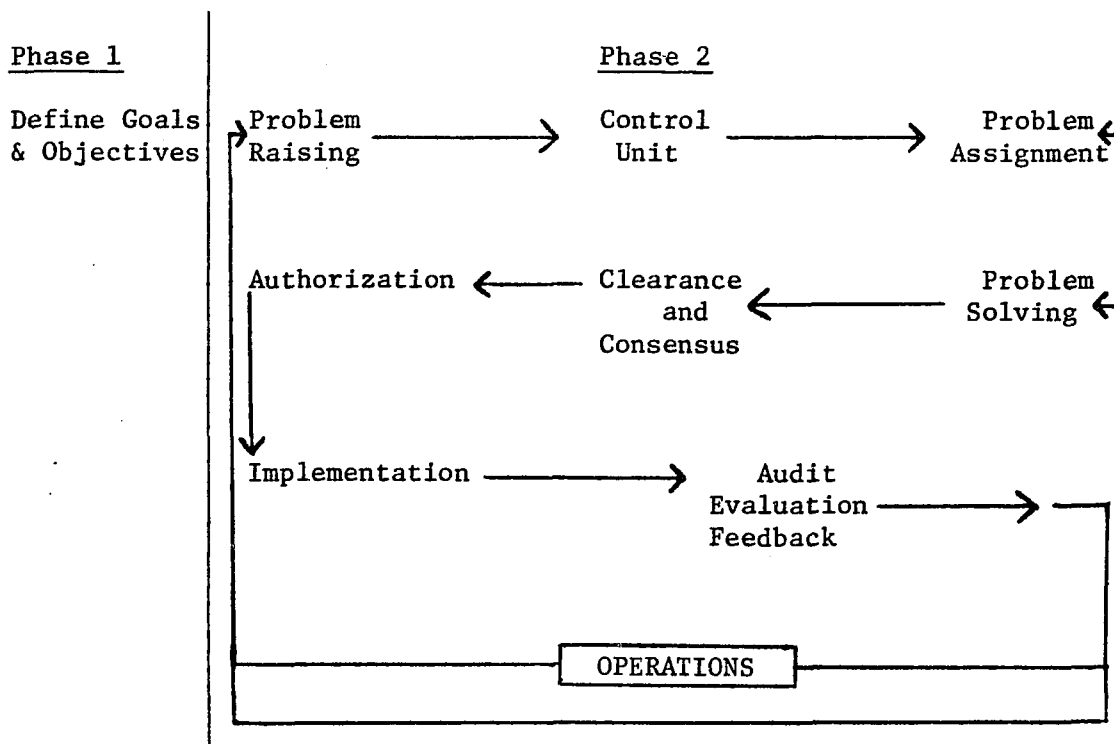 Phase 1
Phase 2
Define Goals
& Objectives
Problem
Raising
Control
Unit
Problem
Assignment
Authorization
Clearance
and
Consensus
Problem
Solving
Implementation
Audit
Evaluation
Feedback
OPERATIONS